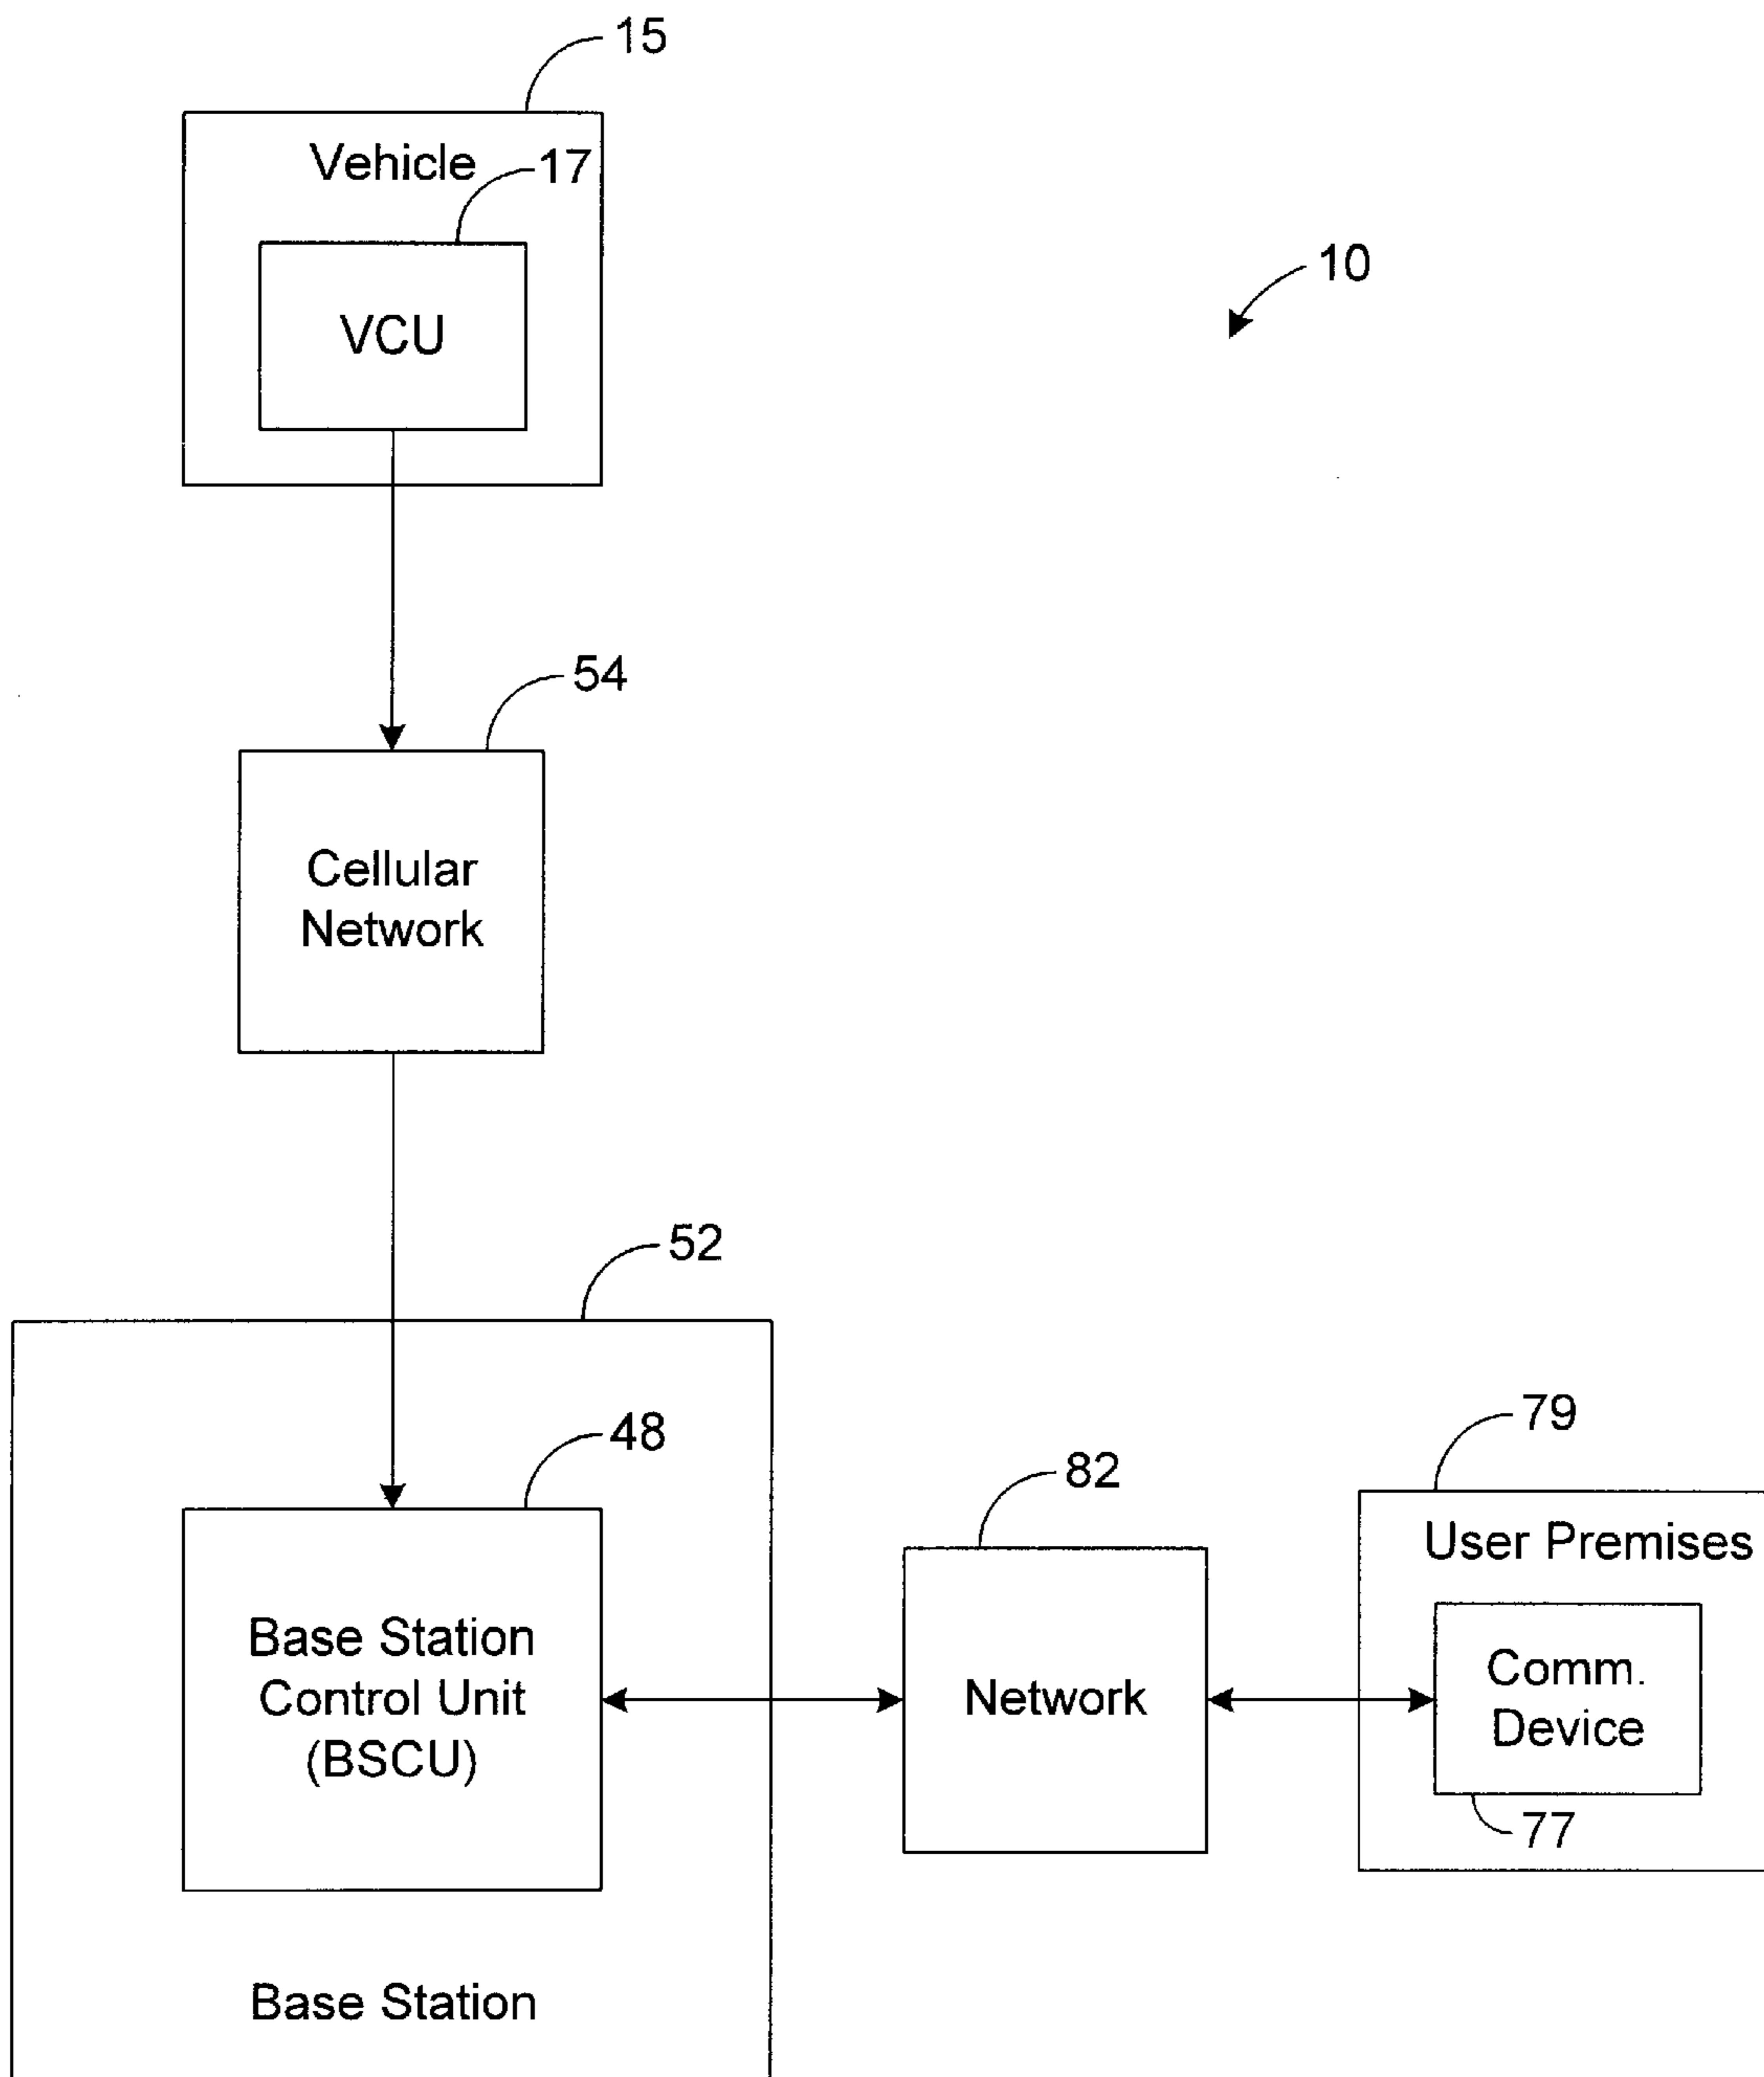 15
Vehicle
17
VCU
10
54
Cellular
Network
52
48
Base Station
Control Unit
(BSCU)
Base Station
82
Network
79
User Premises
Comm.
Device
77